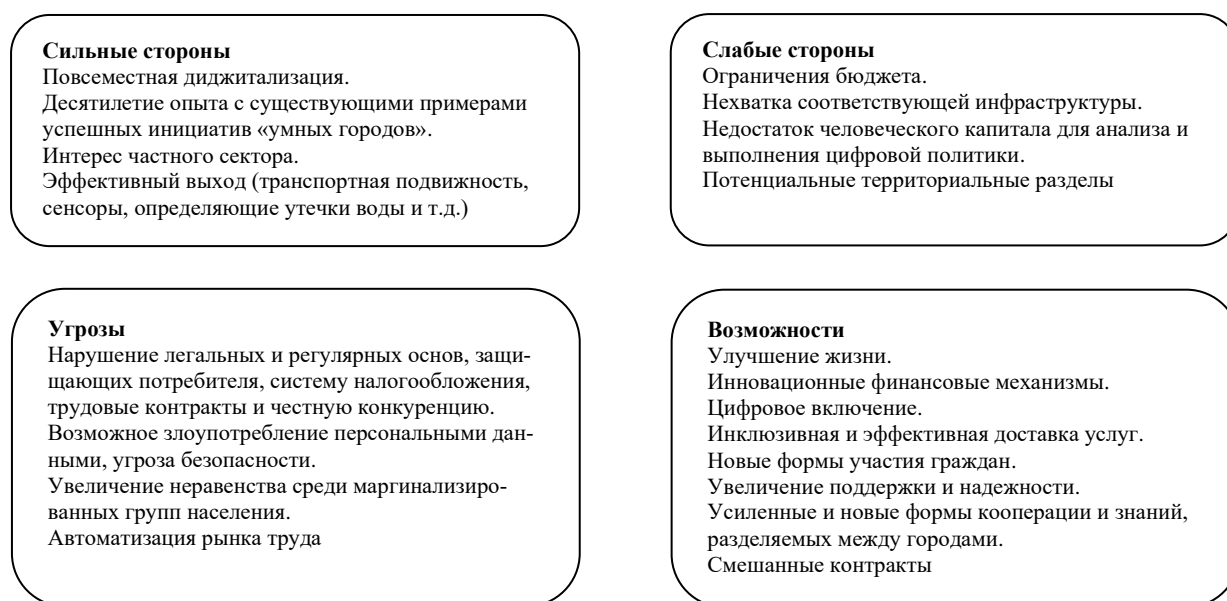 Сильные стороны
Повсеместная диджитализация.
Десятилетие опыта с существующими примерами
успешных инициатив «умных городов».
Интерес частного сектора.
Эффективный выход (транспортная подвижность,
сенсоры, определяющие утечки воды и т.д.)
Слабые стороны
Ограничения бюджета.
Нехватка соответствующей инфраструктуры.
Недостаток человеческого капитала для анализа и
выполнения цифровой политики.
Потенциальные территориальные разделы
Угрозы
Нарушение легальных и регулярных основ, защи-
щающих потребителя, систему налогообложения,
трудовые контракты и честную конкуренцию.
Возможное злоупотребление персональными дан-
ными, угроза безопасности.
Увеличение неравенства среди маргинализиро-
ванных групп населения.
Автоматизация рынка труда
Возможности
Улучшение жизни.
Инновационные финансовые механизмы.
Цифровое включение.
Инклюзивная и эффективная доставка услуг.
Новые формы участия граждан.
Увеличение поддержки и надежности.
Усиленные и новые формы кооперации и знаний,
разделяемых между городами.
Смешанные контракты